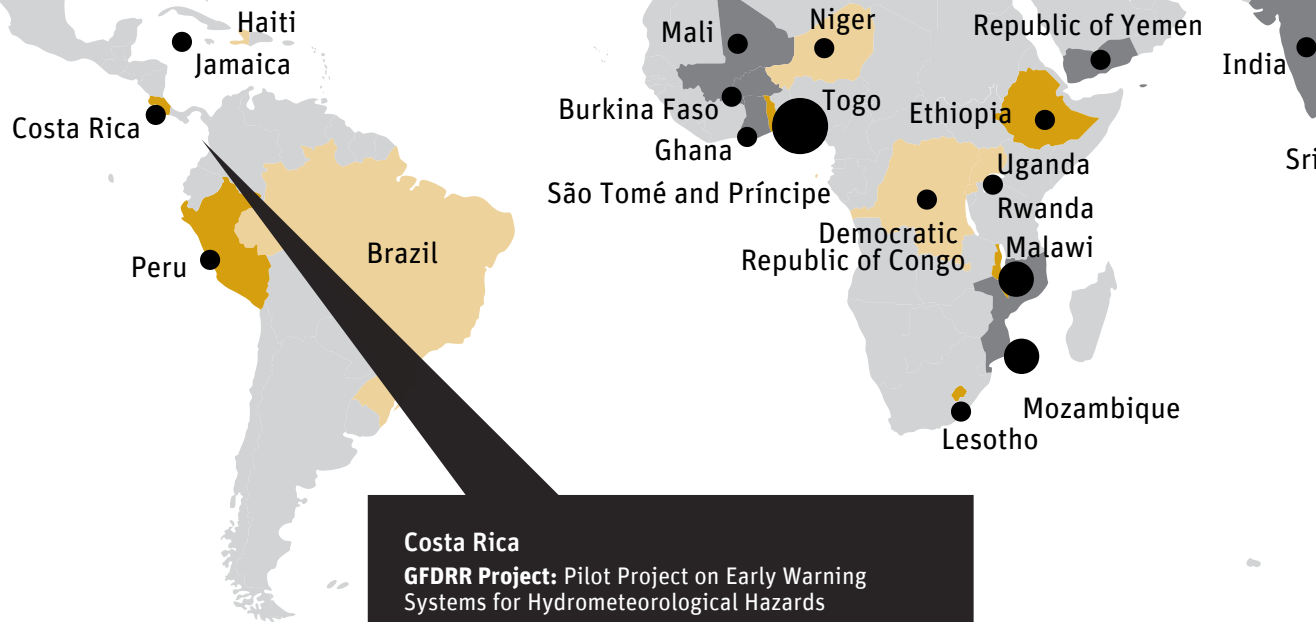 Haiti
Jamaica
Costa Rica
Peru
Brazil
Mali
Niger
Republic of Yemen
India
Burkina Faso
Togo
Ethiopia
Ghana
Uganda
Sri
São Tomé and Príncipe
Rwanda
Democratic
Republic of Congo
Malawi
Mozambique
Lesotho
Costa Rica
GFDRR Project: Pilot Project on Early Warning
Systems for Hydrometeorological Hazards